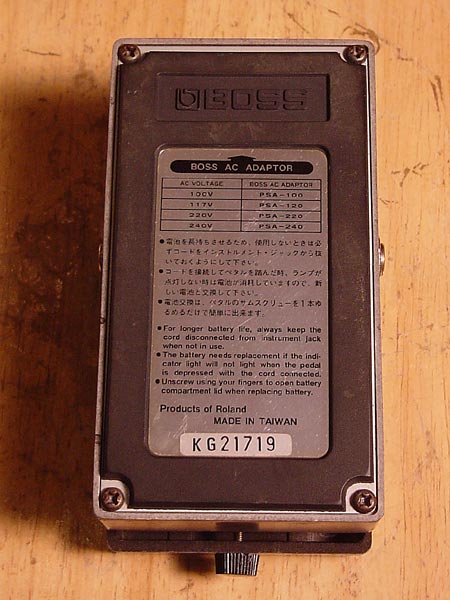 BOSS
BOSS AC ADAPTOR
AC VOLTAGE BOSS AC ADAPTOR
100V PSA-100
117V PSA-120
220V PSA-220
240V PSA-240
●電池を長持ちさせるため、使用しないときは必
ずコードをインストルメント・ジャックから抜
いておくようにして下さい。
●コードを接続してペダルを踏んだ時、ランプが
点灯しない時は電池が消耗していますので、新
しい電池と交換して下さい。
●電池交換は、ペダルのサムスクリューを1本ゆ
るめるだけで簡単に出来ます。
●For longer battery life, always keep the
cord disconnected from instrument jack
when not in use.
●The battery needs replacement if the indi-
cator light will not light when the pedal
is depressed with the cord connected.
●Unscrew using your fingers to open battery
compartment lid when replacing battery.
Products of Roland
MADE IN TAIWAN
KG21719